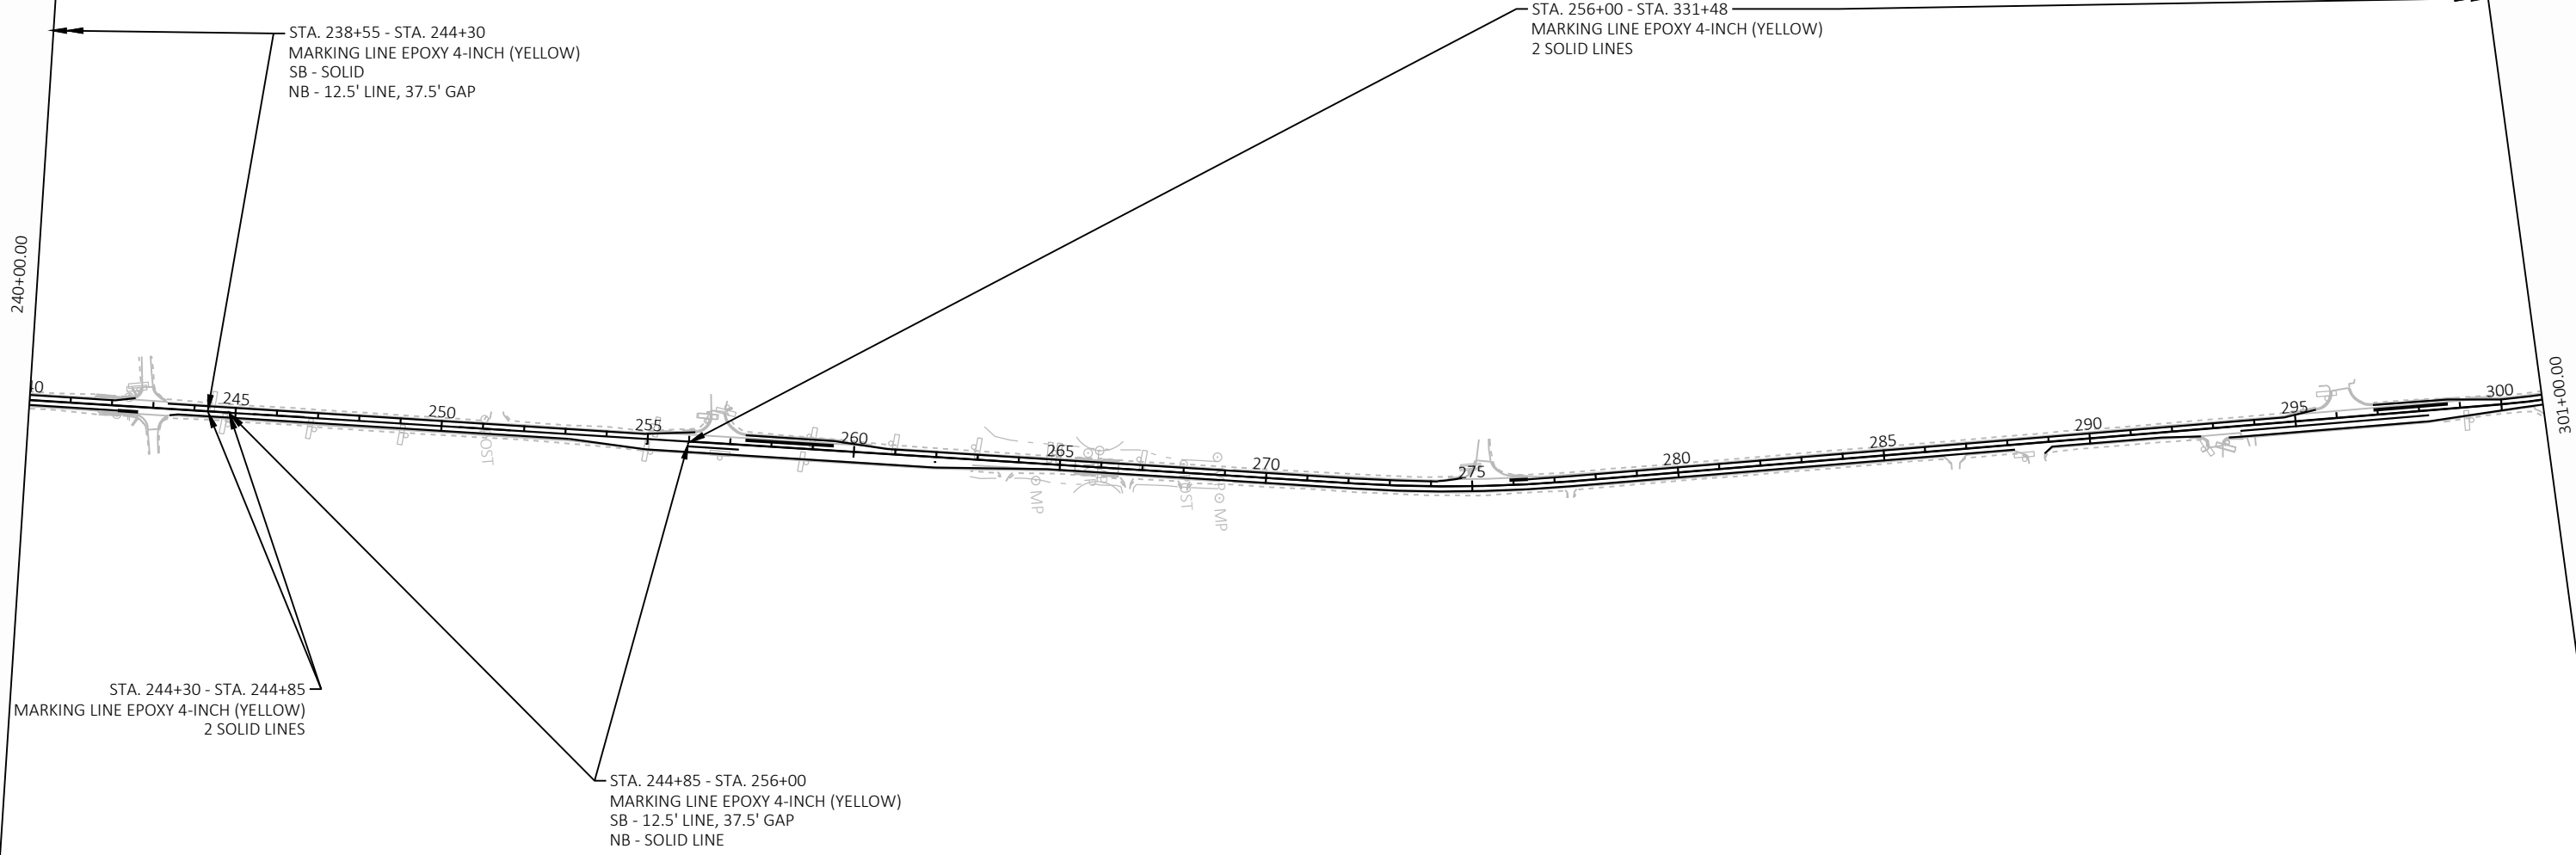 STA. 238+55 - STA. 244+30
MARKING LINE EPOXY 4-INCH (YELLOW)
SB - SOLID
NB - 12.5' LINE, 37.5' GAP
STA. 256+00 - STA. 331+48
MARKING LINE EPOXY 4-INCH (YELLOW)
2 SOLID LINES
240+00.00
301+00.00
245
250
255
260
265
270
275
280
285
290
295
300
MP
MP
STA. 244+30 - STA. 244+85
MARKING LINE EPOXY 4-INCH (YELLOW)
2 SOLID LINES
STA. 244+85 - STA. 256+00
MARKING LINE EPOXY 4-INCH (YELLOW)
SB - 12.5' LINE, 37.5' GAP
NB - SOLID LINE